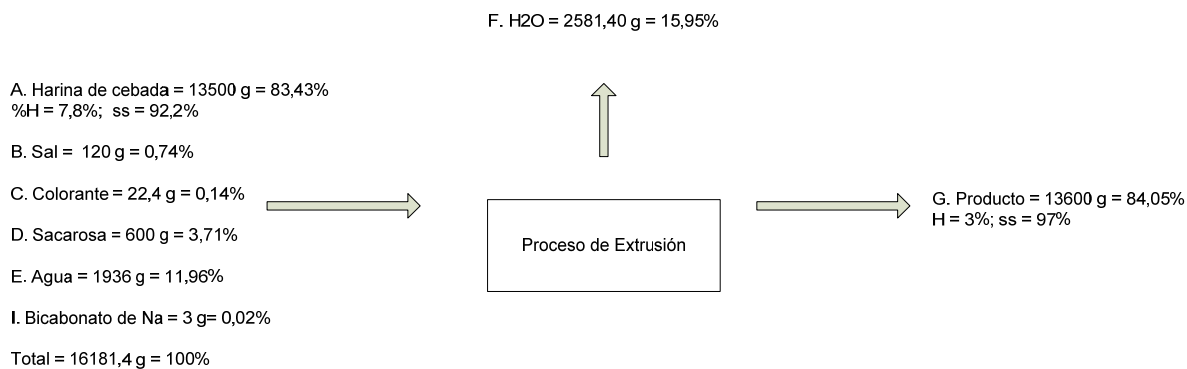 F. H2O = 2581,40 g = 15,95%
A. Harina de cebada = 13500 g = 83,43%
%H = 7,8%; ss = 92,2%
B. Sal = 120 g = 0,74%
C. Colorante = 22,4 g = 0,14%
D. Sacarosa = 600 g = 3,71%
E. Agua = 1936 g = 11,96%
I. Bicabonato de Na = 3 g= 0,02%
Total = 16181,4 g = 100%
Proceso de Extrusión
G. Producto = 13600 g = 84,05%
H = 3%; ss = 97%